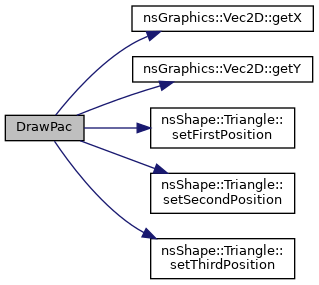 nsGraphics::Vec2D::getX
nsGraphics::Vec2D::getY
DrawPac
nsShape::Triangle::
setFirstPosition
nsShape::Triangle::
setSecondPosition
nsShape::Triangle::
setThirdPosition